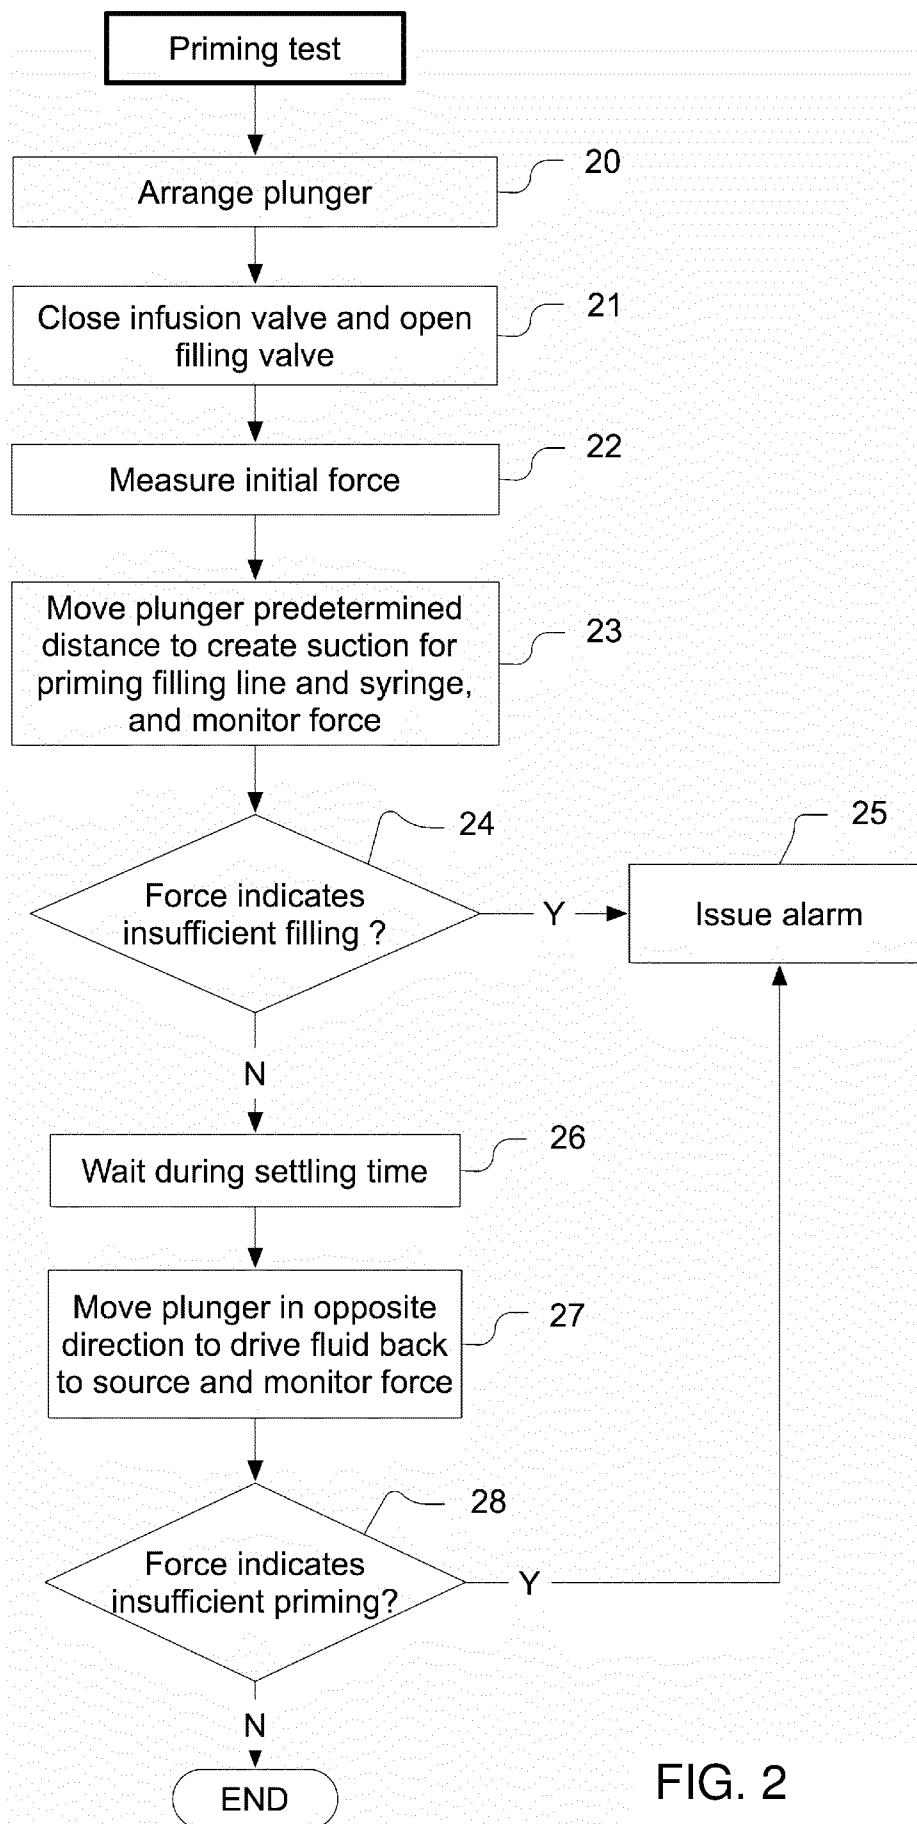 Priming test
20
Arrange plunger
21
Close infusion valve and open
filling valve
22
Measure initial force
Move plunger predetermined
distance to create suction for
priming filling line and syringe,
and monitor force
23
24
25
Force indicates
insufficient filling ?
Y
Issue alarm
N
26
Wait during settling time
Move plunger in opposite
direction to drive fluid back
to source and monitor force
27
28
Force indicates
insufficient priming?
Y
N
END
FIG. 2